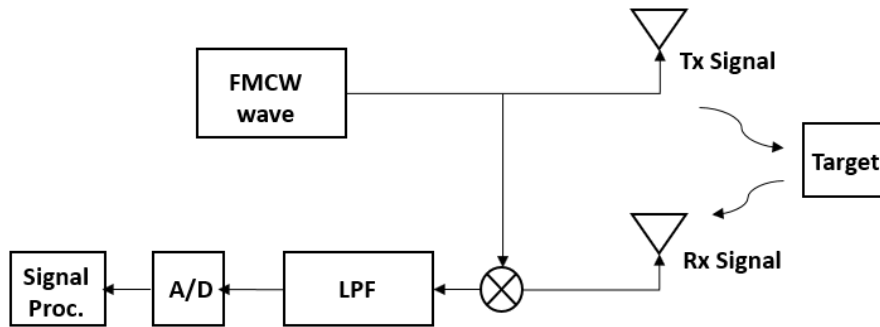 FMCW
wave
Tx Signal
Target
Rx Signal
Signal
Proc.
A/D
LPF